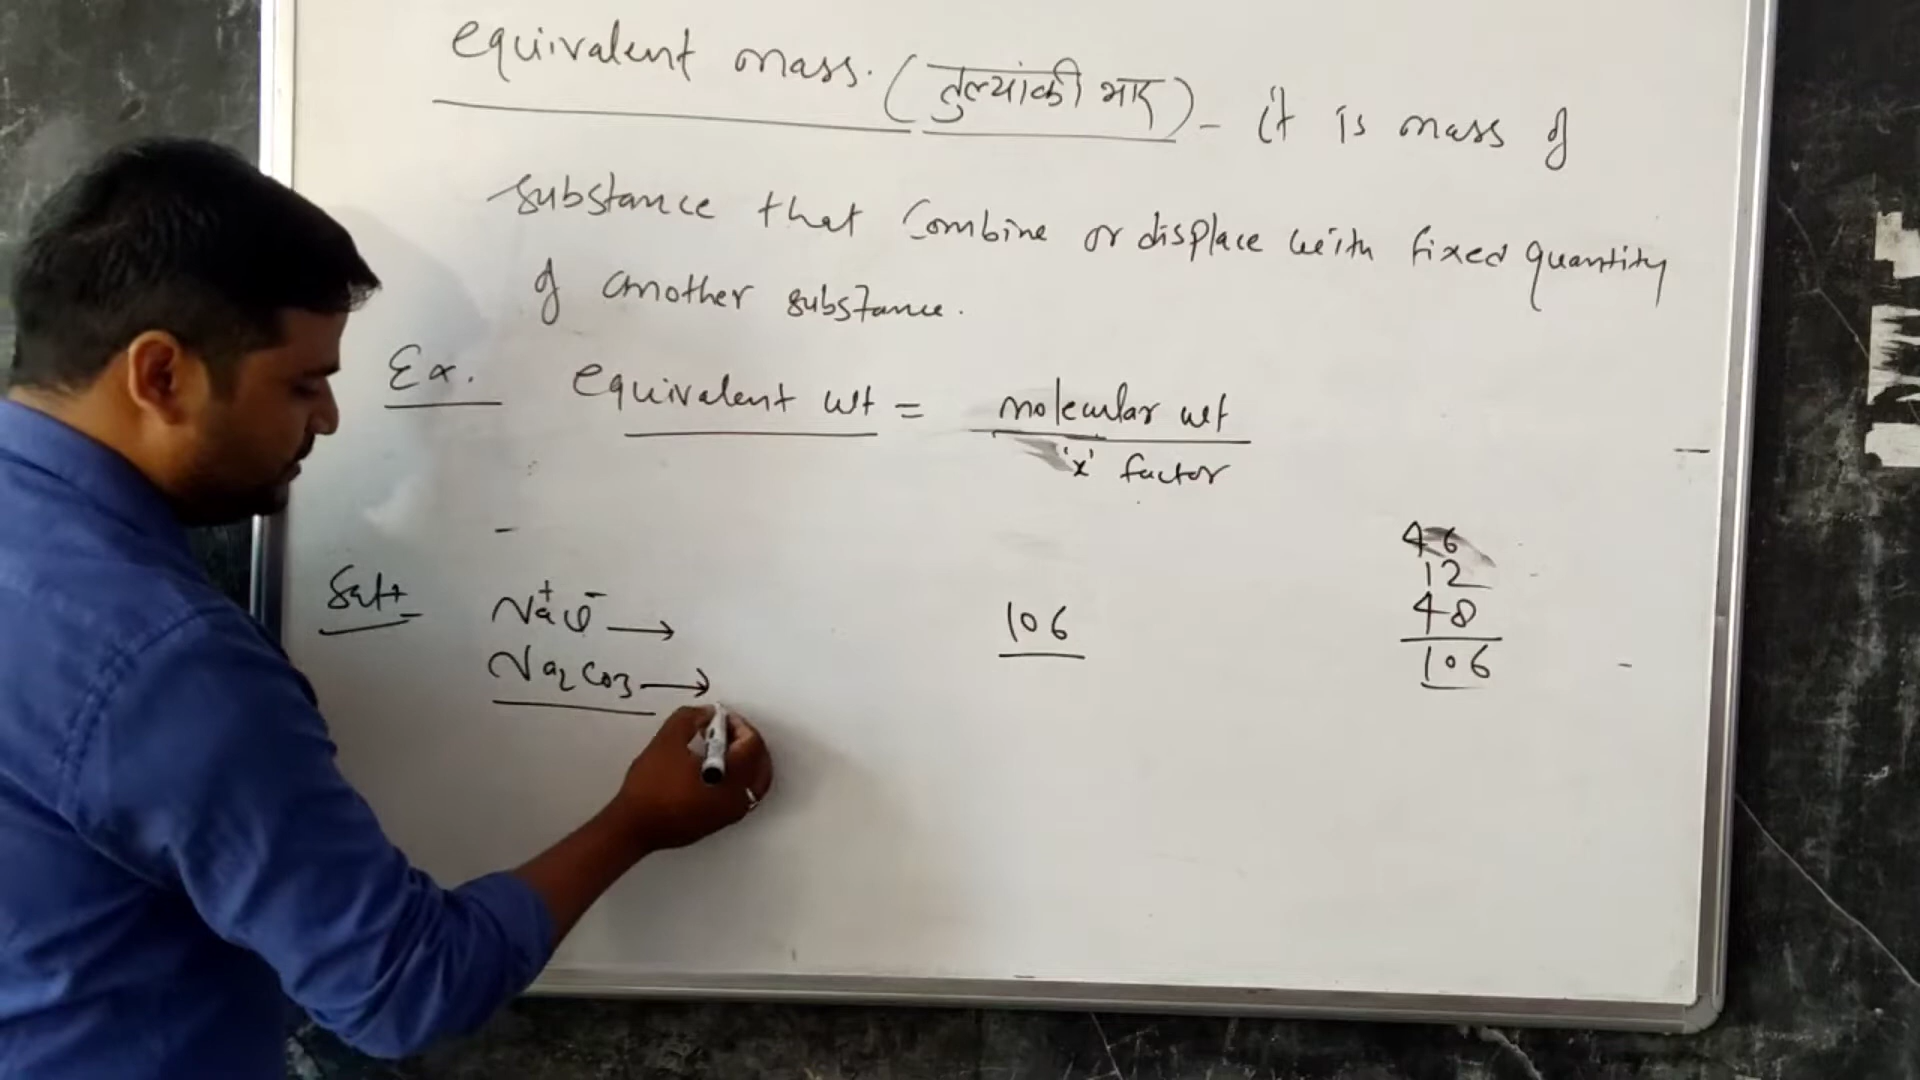 equivalent mass. (तुल्यांकी भार) - it is mass of
substance that Combine or displace with fixed quantity
of another substance.
Ex. equivalent wt = molecular wt
'x' factor
46
12
Salt Na⁺Cl⁻ → 106 48
Na₂CO₃ → 106